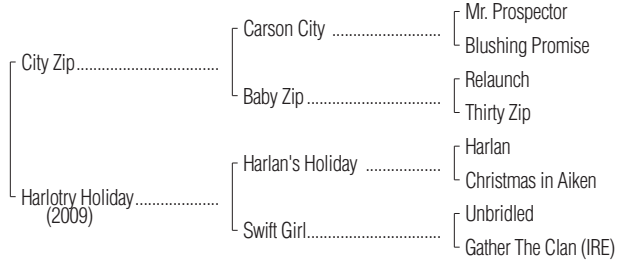 Mr. Prospector
Carson City ....................
Blushing Promise
City Zip..........................
Relaunch
Baby Zip.........................
Thirty Zip
Harlan
Harlan's Holiday ..............
Christmas in Aiken
Harlotry Holiday................
(2009)
Unbridled
Swift Girl.........................
Gather The Clan (IRE)